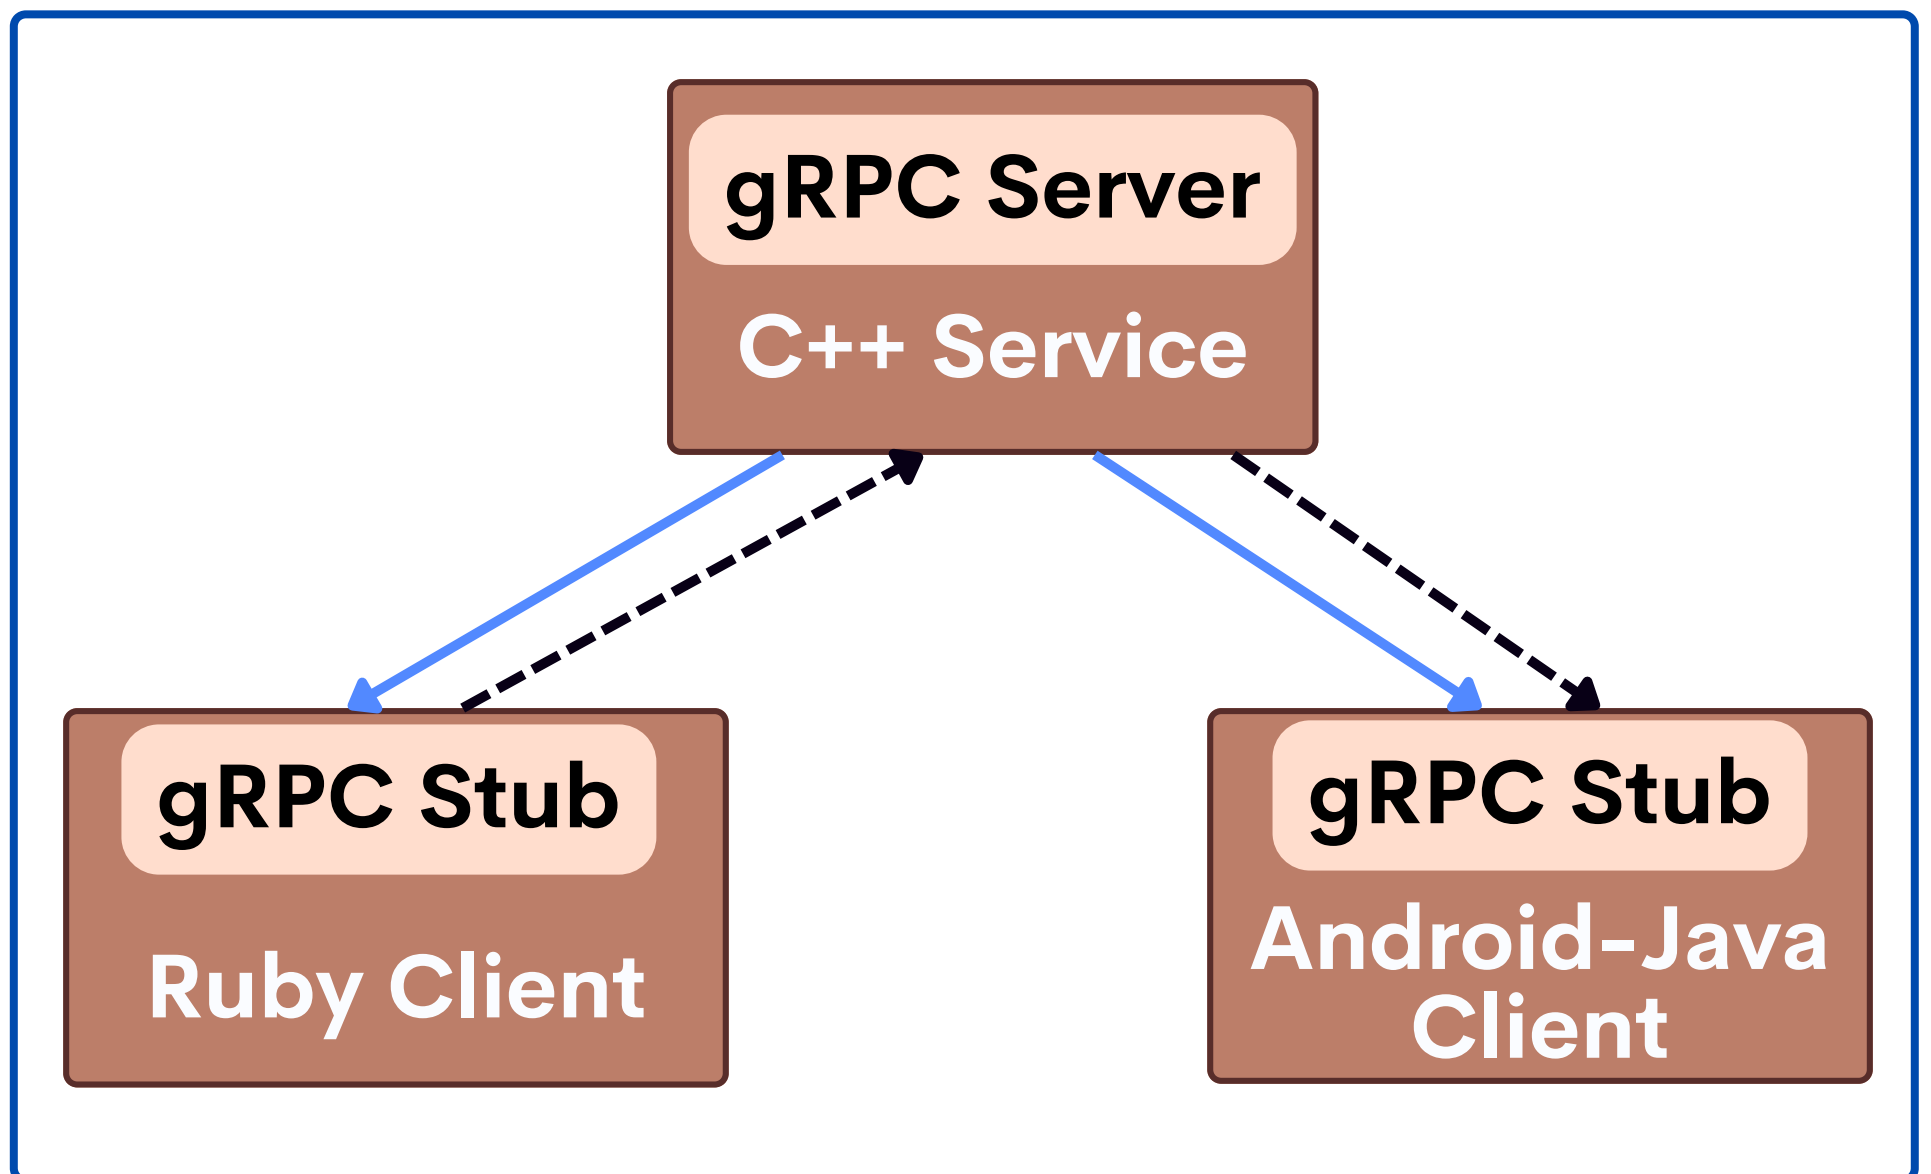 gRPC Server
C++ Service
gRPC Stub
Ruby Client
gRPC Stub
Android-Java
Client